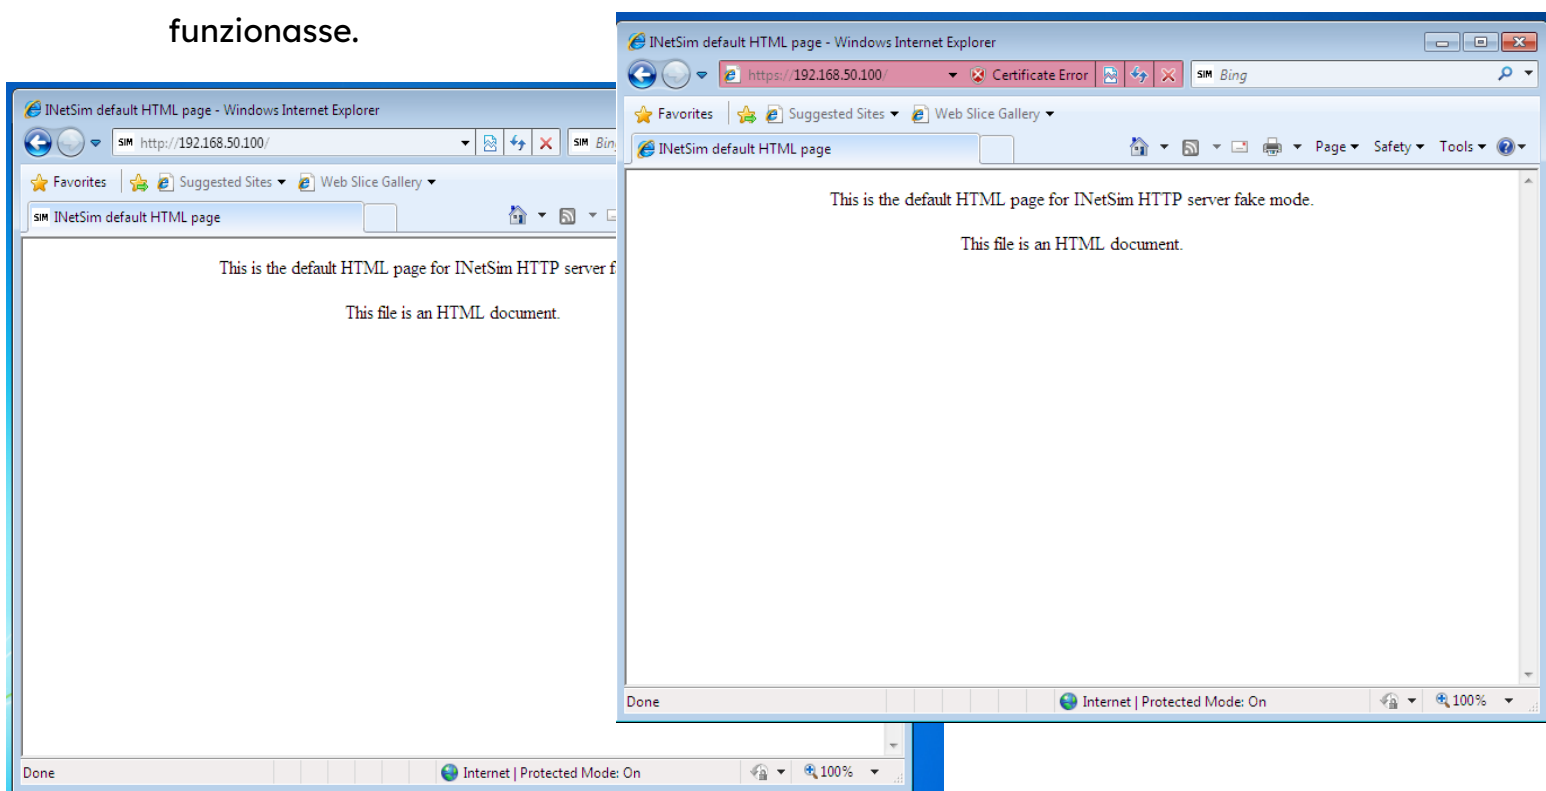 funzionasse.
INetSim default HTML page - Windows Internet Explorer
SIM http://192.168.50.100/
SIM Bin
Favorites Suggested Sites Web Slice Gallery
SIM INetSim default HTML page
This is the default HTML page for INetSim HTTP server f
This file is an HTML document.
Done Internet | Protected Mode: On 100%
INetSim default HTML page - Windows Internet Explorer
https://192.168.50.100/ Certificate Error SIM Bing
Favorites Suggested Sites Web Slice Gallery
INetSim default HTML page Page Safety Tools
This is the default HTML page for INetSim HTTP server fake mode.
This file is an HTML document.
Done Internet | Protected Mode: On 100%